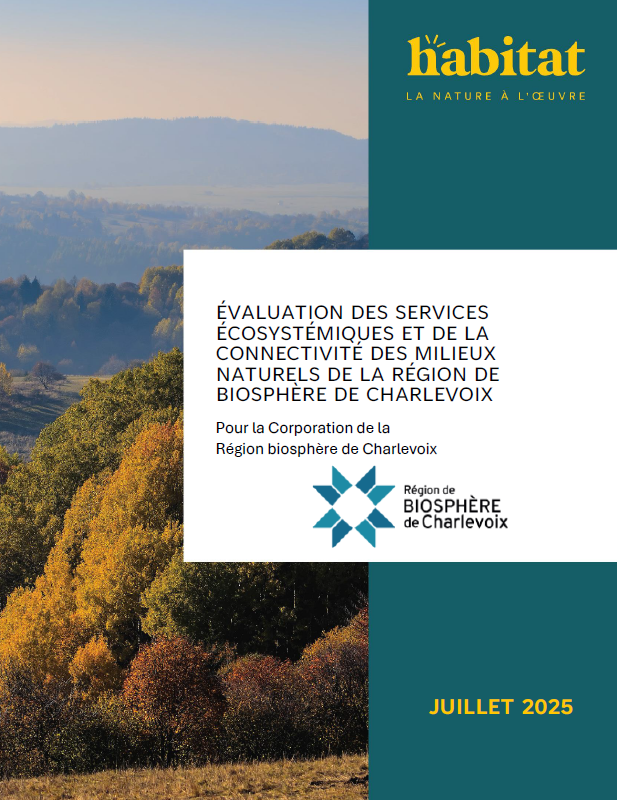 habitat
LA NATURE À L'ŒUVRE
ÉVALUATION DES SERVICES
ÉCOSYSTÉMIQUES ET DE LA
CONNECTIVITÉ DES MILIEUX
NATURELS DE LA RÉGION DE
BIOSPHÈRE DE CHARLEVOIX
Pour la Corporation de la
Région biosphère de Charlevoix
Région de
BIOSPHÈRE
de Charlevoix
JUILLET 2025